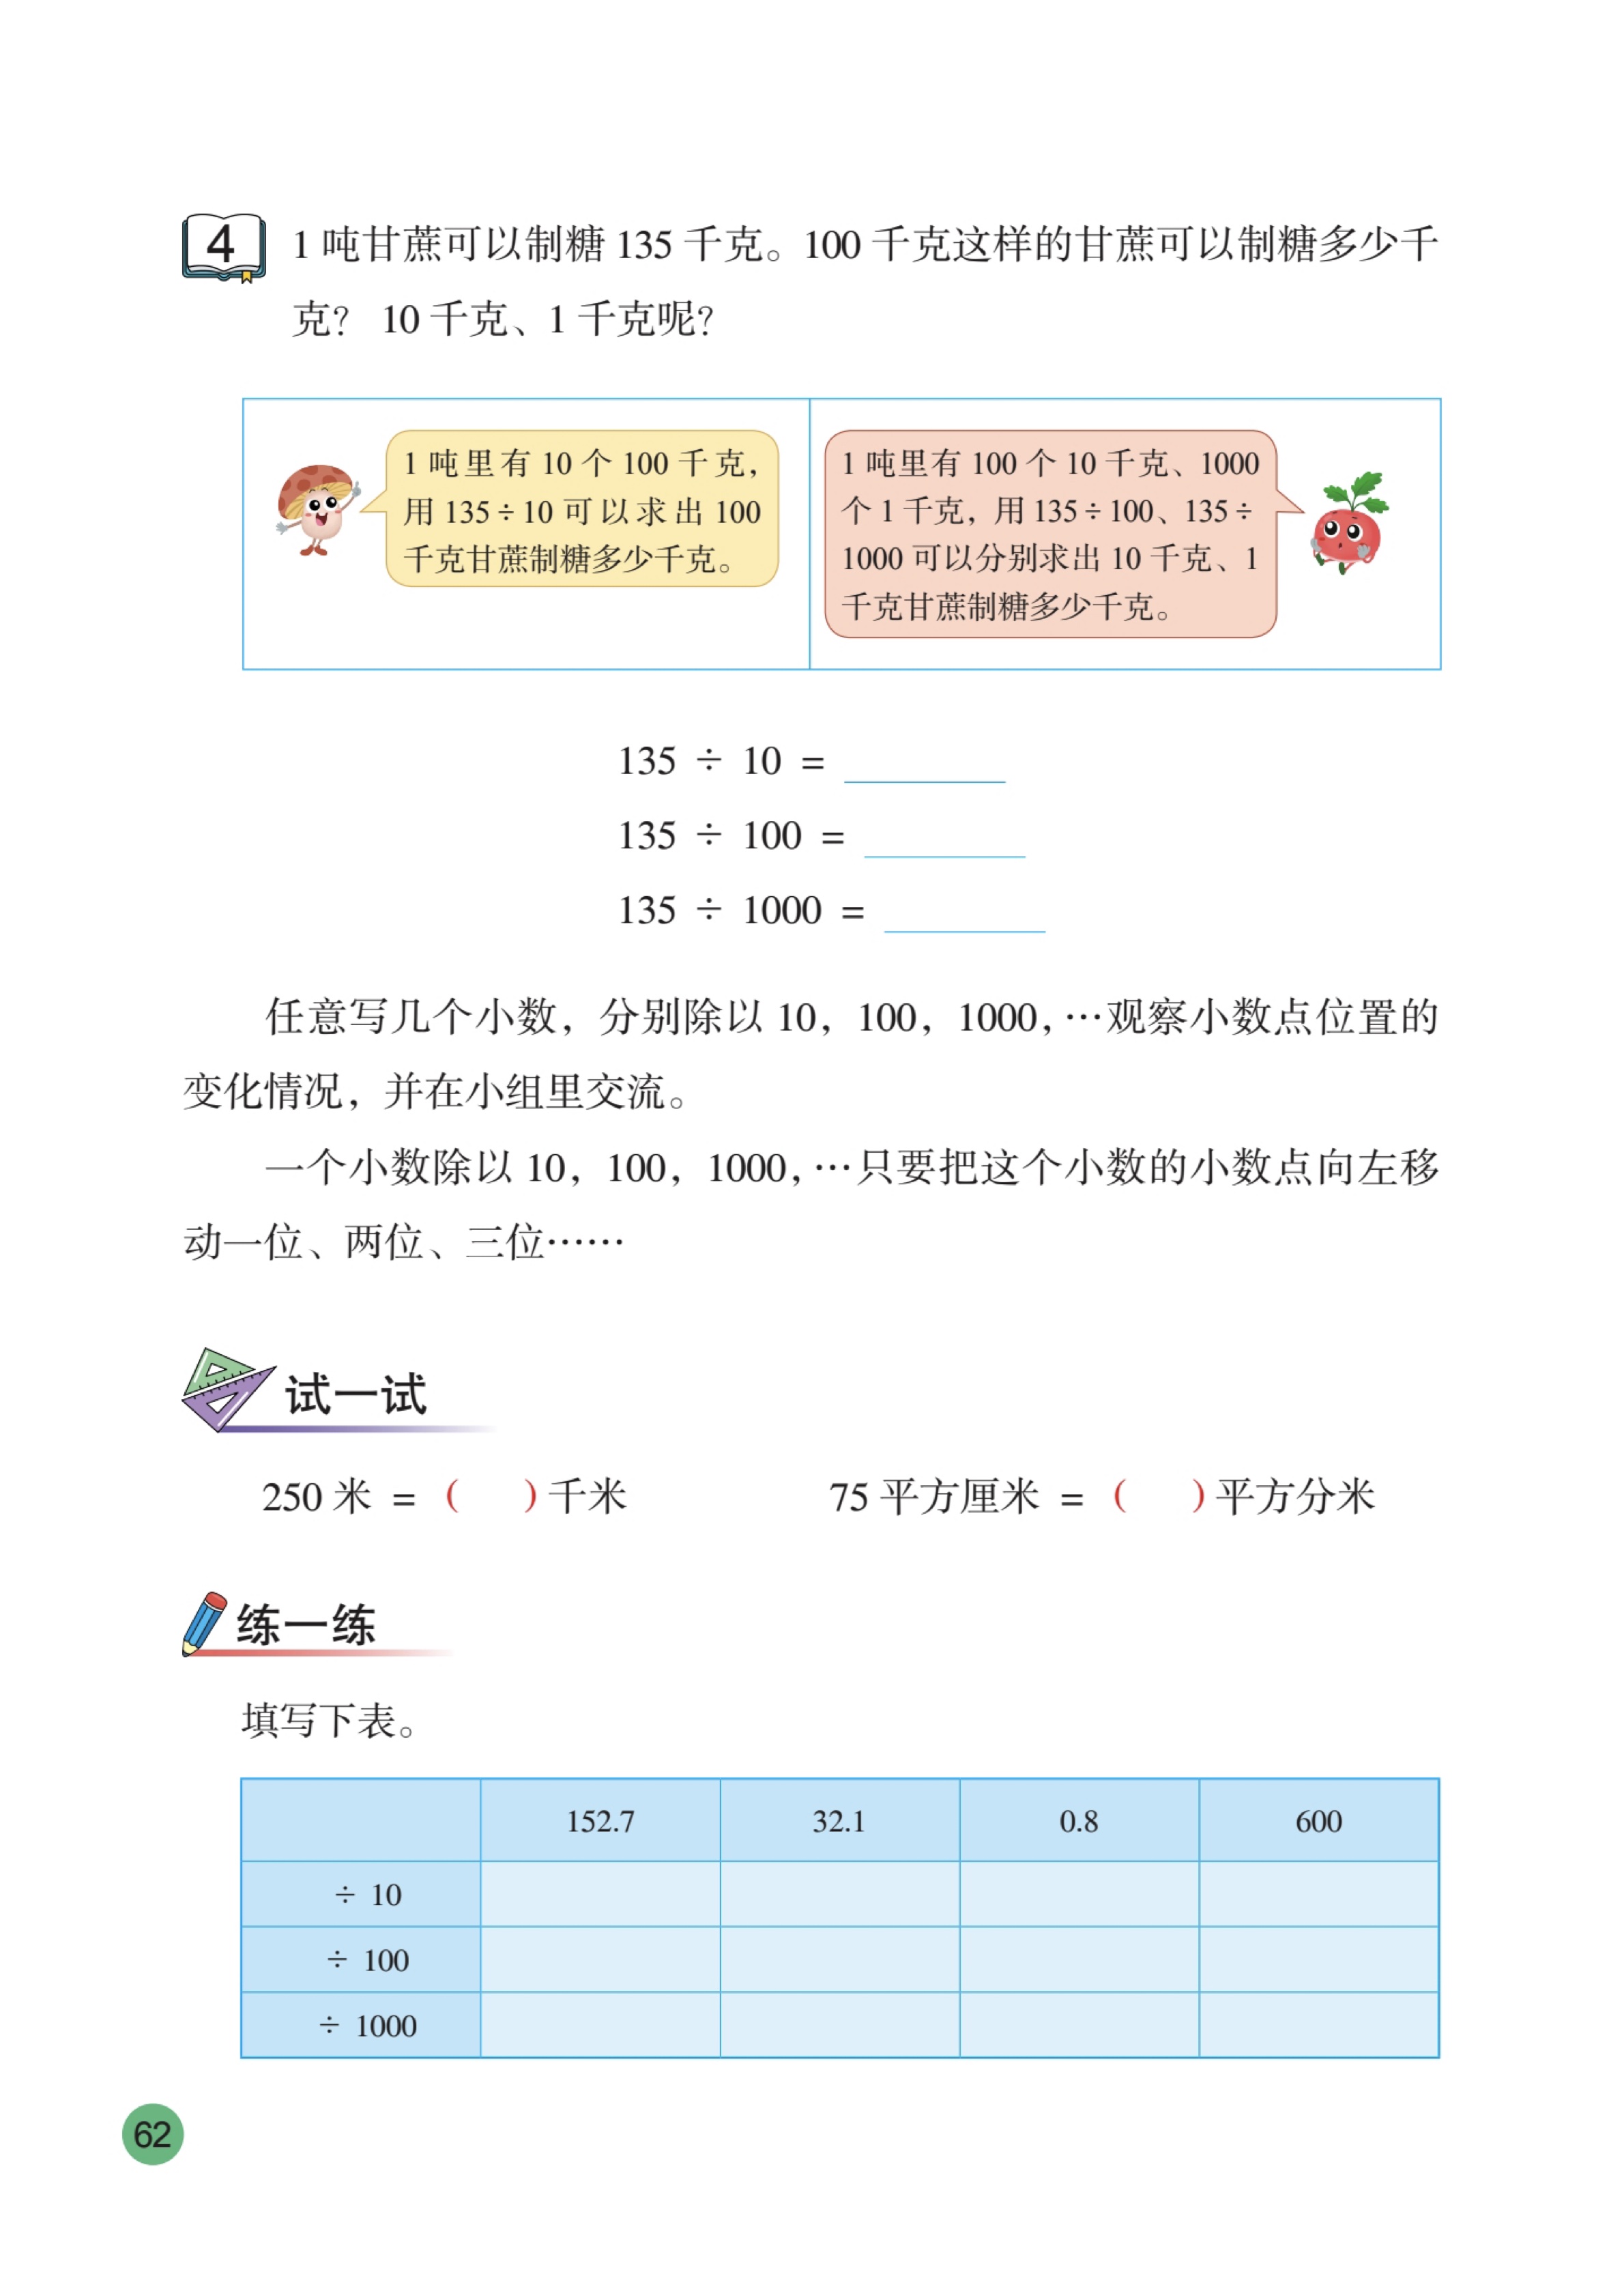 4
1 吨甘蔗可以制糖 135 千克。100 千克这样的甘蔗可以制糖多少千
克？ 10 千克、1 千克呢？
1 吨里有 10 个 100 千克，
用 135 ÷ 10 可以求出 100
千克甘蔗制糖多少千克。
1 吨里有 100 个 10 千克、1000
个 1 千克，用 135 ÷ 100、135 ÷
1000 可以分别求出 10 千克、1
千克甘蔗制糖多少千克。
135 ÷ 10 =
135 ÷ 100 =
135 ÷ 1000 =
任意写几个小数，分别除以 10，100，1000，…观察小数点位置的
变化情况，并在小组里交流。
一个小数除以 10，100，1000，…只要把这个小数的小数点向左移
动一位、两位、三位……
试一试
250 米 =（ ）千米 75 平方厘米 =（ ）平方分米
练一练
填写下表。
152.7 32.1 0.8 600
÷ 10
÷ 100
÷ 1000
62